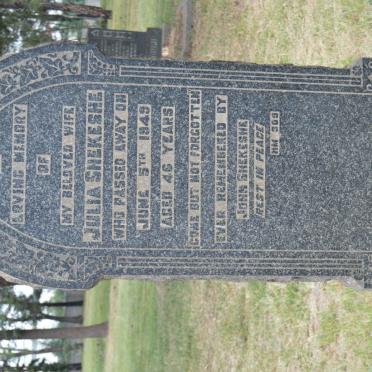 LOVING MEMORY
OF
MY BELOVED WIFE
JULIA SHEKESHE
WHO PASSED AWAY ON
JUNE 5TH 1949
AGED 46 YEARS
GONE BUT NOT FORGOTTEN
EVER REMEMBERED BY
JOHN SHEKESHE
REST IN PEACE